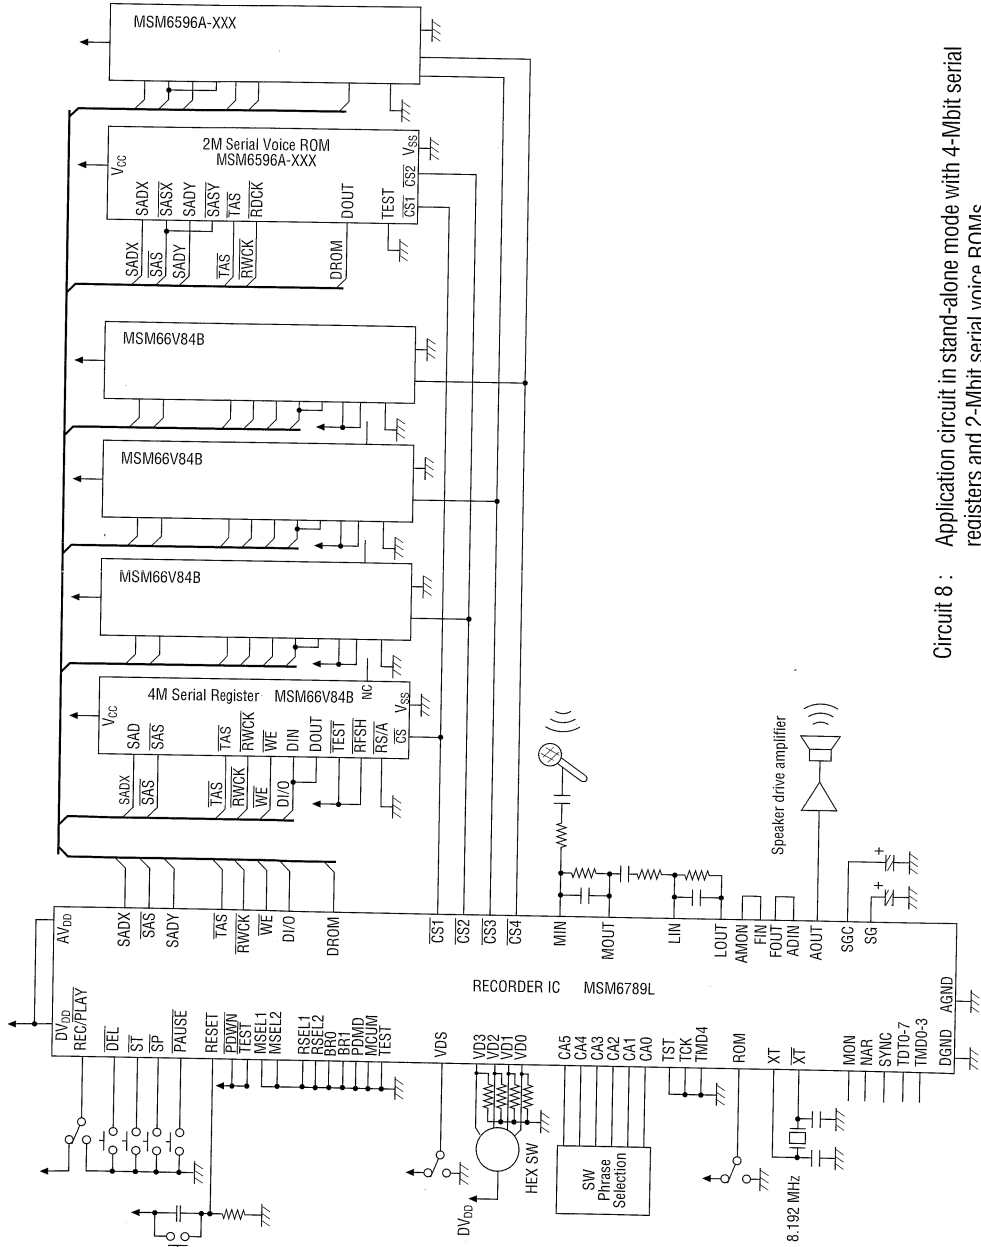 MSM6596A-XXX
2M Serial Voice ROM
MSM6596A-XXX
VCC
SADX
SASX
SADY
SASY
TAS
RDCK
DOUT
TEST
CS1
CS2
VSS
SADX
SAS
SADY
TAS
RWCK
DROM
MSM66V84B
MSM66V84B
MSM66V84B
4M Serial Register MSM66V84B
NC
VCC
SAD
SAS
TAS
RWCK
WE
DIN
DOUT
TEST
RFSH
RS/A
CS
VSS
SADX
SAS
TAS
RWCK
WE
DI/O
AVDD
SADX
SAS
SADY
TAS
RWCK
WE
DI/O
DROM
CS1
CS2
CS3
CS4
MIN
MOUT
LIN
LOUT
AMON
FIN
FOUT
ADIN
AOUT
SGC
SG
Speaker drive amplifier
RECORDER IC MSM6789L
DVDD
REC/PLAY
DEL
ST
SP
PAUSE
RESET
PDWN
TEST
MSEL1
MSEL2
RSEL1
RSEL2
BR0
BR1
PDMD
MCUM
TEST
VDS
VD3
VD2
VD1
VD0
CA5
CA4
CA3
CA2
CA1
CA0
TST
TCK
TMD4
ROM
XT
XT
MON
NAR
SYNC
TDT0-7
TMD0-3
DGND
AGND
DVDD
HEX SW
SW
Phrase
Selection
8.192 MHz
+
+
Circuit 8 : Application circuit in stand-alone mode with 4-Mbit serial
registers and 2-Mbit serial voice ROMs